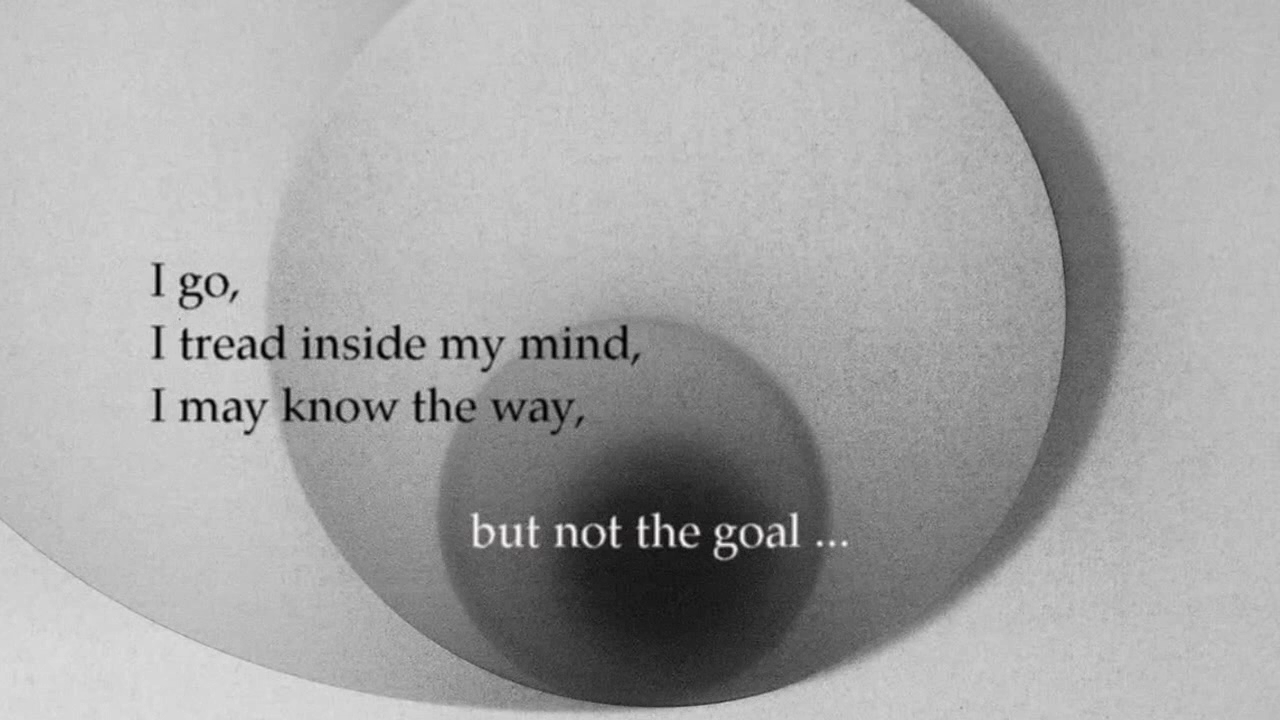 I go,
I tread inside my mind,
I may know the way,
but not the goal ...